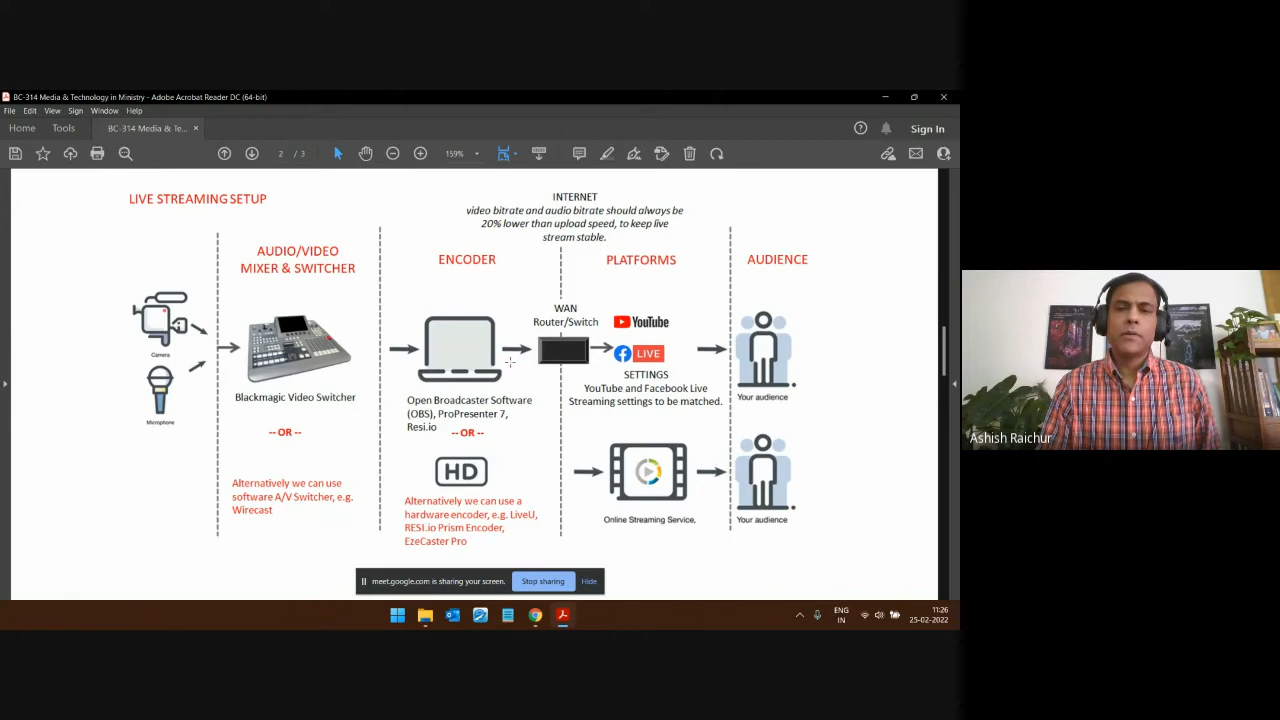 BC-314 Media & Technology in Ministry - Adobe Acrobat Reader DC (64-bit)
File Edit View Sign Window Help
Home Tools BC-314 Media & Te... × Sign In
2 / 3 159%
LIVE STREAMING SETUP
INTERNET
video bitrate and audio bitrate should always be
20% lower than upload speed, to keep live
stream stable.
AUDIO/VIDEO
MIXER & SWITCHER
ENCODER
PLATFORMS
AUDIENCE
Camera
Microphone
Blackmagic Video Switcher
-- OR --
Alternatively we can use
software A/V Switcher, e.g.
Wirecast
Open Broadcaster Software
(OBS), ProPresenter 7,
Resi.io
-- OR --
HD
Alternatively we can use a
hardware encoder, e.g. LiveU,
RESI.io Prism Encoder,
EzeCaster Pro
WAN
Router/Switch
YouTube
LIVE
SETTINGS
YouTube and Facebook Live
Streaming settings to be matched.
Online Streaming Service,
Your audience
Your audience
Ashish Raichur
meet.google.com is sharing your screen. Stop sharing Hide
ENG
IN
11:26
25-02-2022